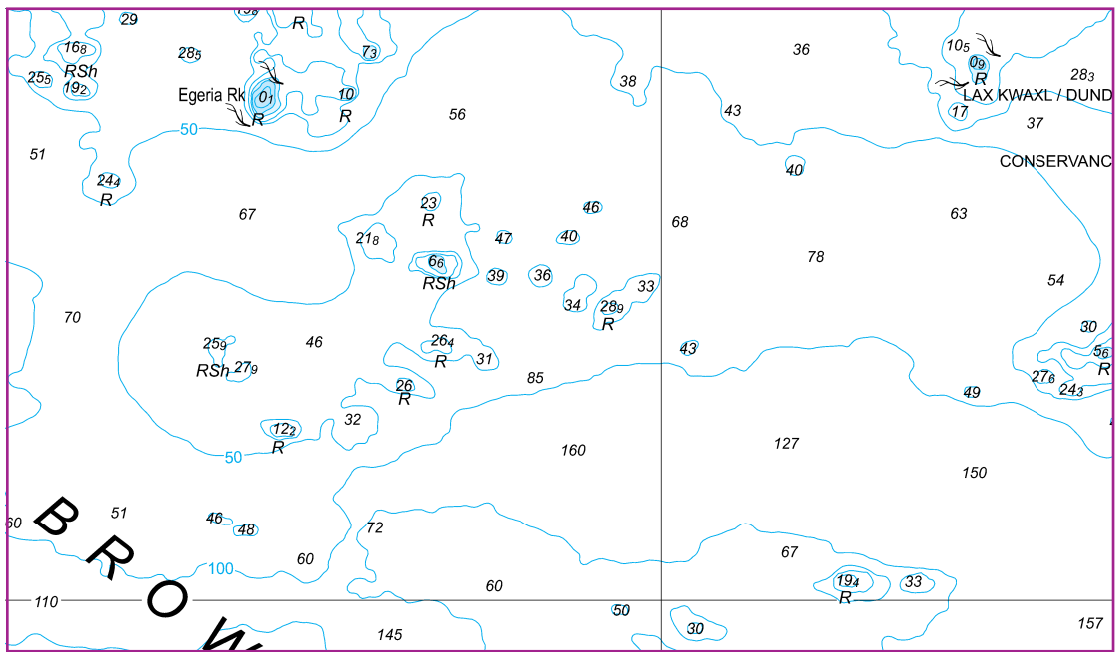 29 R 36
16₈ 28₅ 7₃ 10₅
RSh 0₉ 28₃
25₅ 19₂ 38 R
Egeria Rk 0₁ 10 LAX KWAXL / DUND
R R 56 43 17 37
50
51 CONSERVANC
24₄ 40
R 23 46
67 R 68 63
21₈ 47 40 78
6₆ 39 36 54
RSh 34 28₉ 33
70 R 30
25₉ 46 26₄ 43 5₆
RSh 27₉ R 31 R
26 85 27₆ 24₃
R 49
12₂ 32
R 160 127
50 150
51 46 48 72
60 67
100 60 60 19₄ 33
110 R
50 30 157
145
BROW